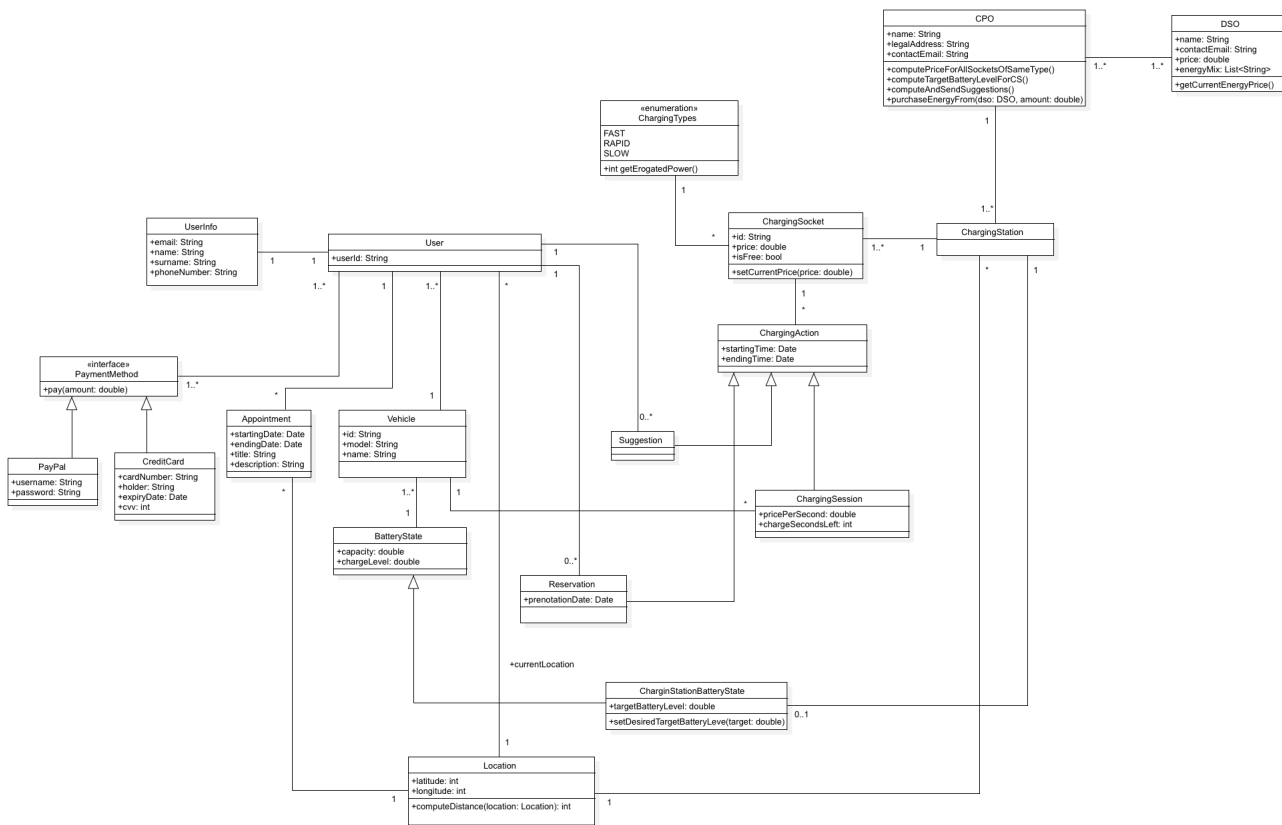 CPO
+name: String
+legalAddress: String
+contactEmail: String
+computePriceForAllSocketsOfSameType()
+computeTargetBatteryLevelForCS()
+computeAndSendSuggestions()
+purchaseEnergyFrom(dso: DSO, amount: double)
1..*
1..*
1
1..*
DSO
+name: String
+contactEmail: String
+price: double
+energyMix: List<String>
+getCurrentEnergyPrice()
«enumeration»
ChargingTypes
FAST
RAPID
SLOW
+int getErogatedPower()
1
*
ChargingSocket
+id: String
+price: double
+isFree: bool
+setCurrentPrice(price: double)
1..*
1
1
*
ChargingStation
*
1
UserInfo
+email: String
+name: String
+surname: String
+phoneNumber: String
1
1
User
+userId: String
1
1
1..*
1
1..*
*
ChargingAction
+startingTime: Date
+endingTime: Date
«interface»
PaymentMethod
+pay(amount: double)
1..*
*
1
0..*
Appointment
+startingDate: Date
+endingDate: Date
+title: String
+description: String
*
Vehicle
+id: String
+model: String
+name: String
1..*
1
1
*
Suggestion
PayPal
+username: String
+password: String
CreditCard
+cardNumber: String
+holder: String
+expiryDate: Date
+cvv: int
ChargingSession
+pricePerSecond: double
+chargeSecondsLeft: int
BatteryState
+capacity: double
+chargeLevel: double
0..*
Reservation
+prenotationDate: Date
+currentLocation
CharginStationBatteryState
+targetBatteryLevel: double
+setDesiredTargetBatteryLeve(target: double)
0..1
1
Location
+latitude: int
+longitude: int
+computeDistance(location: Location): int
1
1